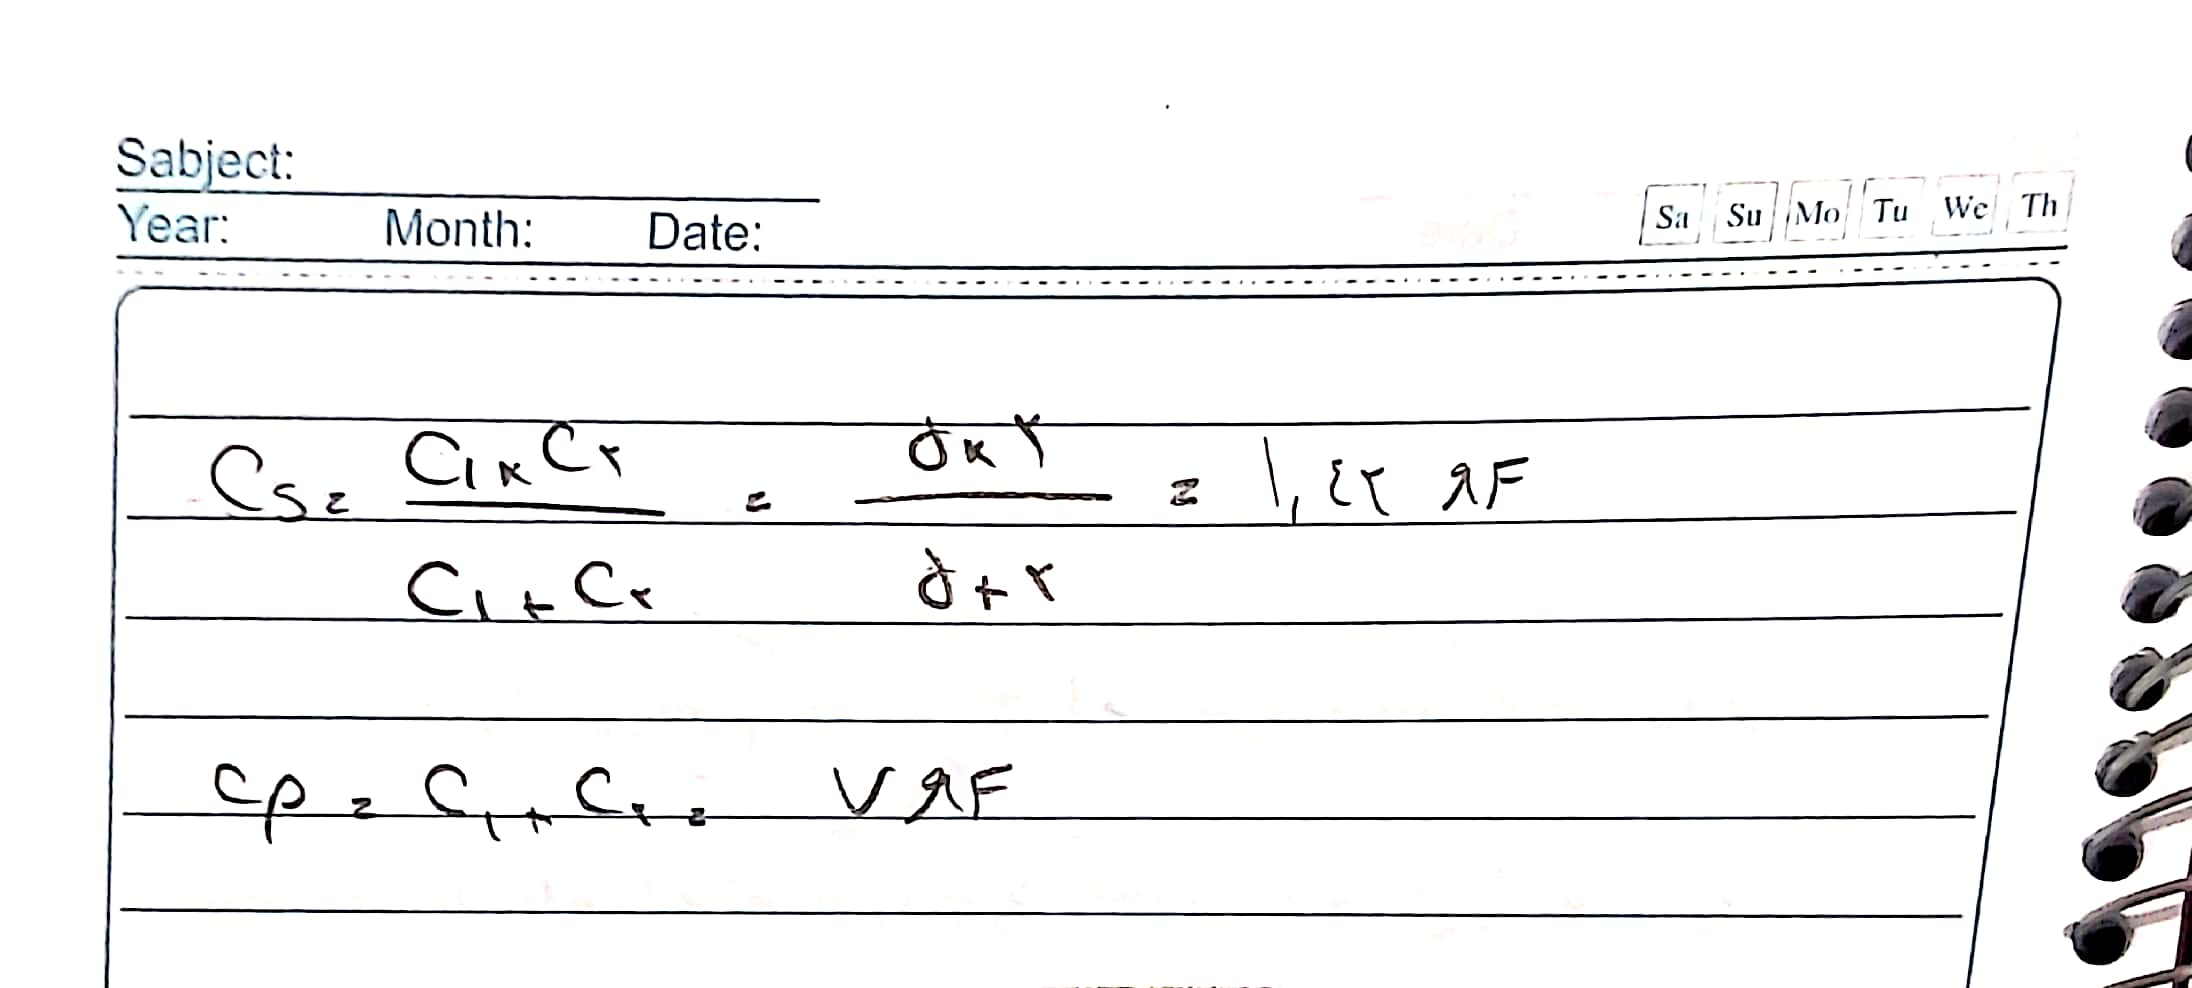 Sabject:
Year: Month: Date:
Sa Su Mo Tu We Th
Cs = C۱ × C۲ = ۵ × ۲ = ۱,٤۲ μF
C۱ + C۲ ۵ + ۲
Cp = C۱ + C۲ = ۷ μF